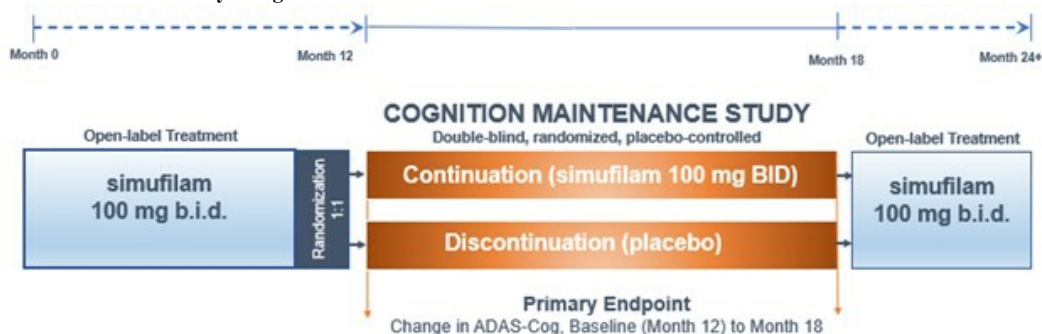 Month 0
Month 12
Month 18
Month 24+
COGNITION MAINTENANCE STUDY
Double-blind, randomized, placebo-controlled
Open-label Treatment
simufilam
100 mg b.i.d.
Randomization
1:1
Continuation (simufilam 100 mg BID)
Discontinuation (placebo)
Open-label Treatment
simufilam
100 mg b.i.d.
Primary Endpoint
Change in ADAS-Cog, Baseline (Month 12) to Month 18